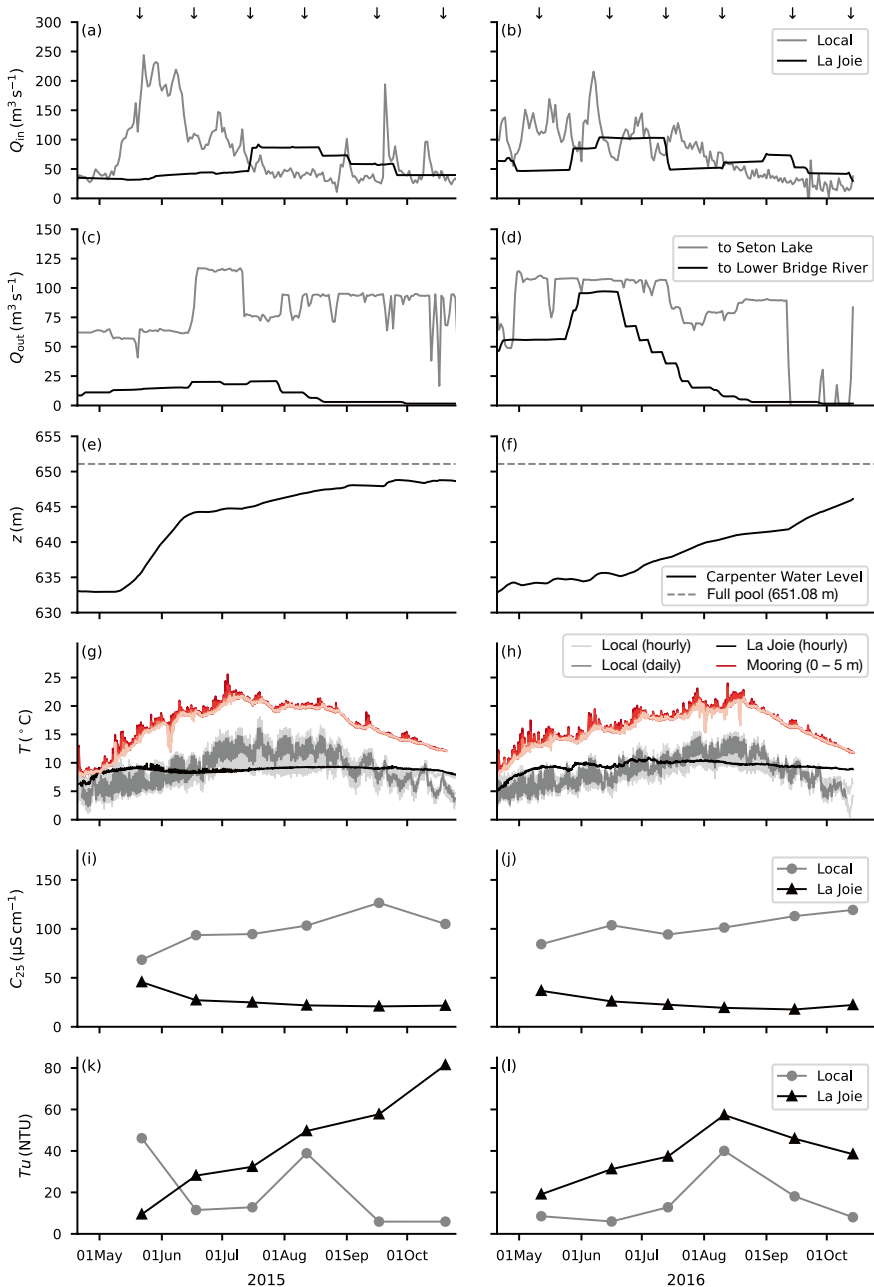 ↓ ↓ ↓ ↓ ↓ ↓ ↓ ↓ ↓ ↓ ↓ ↓
(a)
300
250
200
150
100
50
0
Q_in (m³ s⁻¹)
(b)
Local
La Joie
(c)
150
125
100
75
50
25
0
Q_out (m³ s⁻¹)
(d)
to Seton Lake
to Lower Bridge River
(e)
655
650
640
633
630
z (m)
(f)
Carpenter Water Level
Full pool (651.08 m)
(g)
25
20
15
10
5
0
T (°C)
(h)
Local (hourly)
Local (daily)
La Joie (hourly)
Mooring (0 – 5 m)
(i)
150
100
50
0
C₂₅ (µS cm⁻¹)
(j)
Local
La Joie
(k)
80
60
40
20
0
Tu (NTU)
(l)
Local
La Joie
01May 01Jun 01Jul 01Aug 01Sep 01Oct
2015
01May 01Jun 01Jul 01Aug 01Sep 01Oct
2016